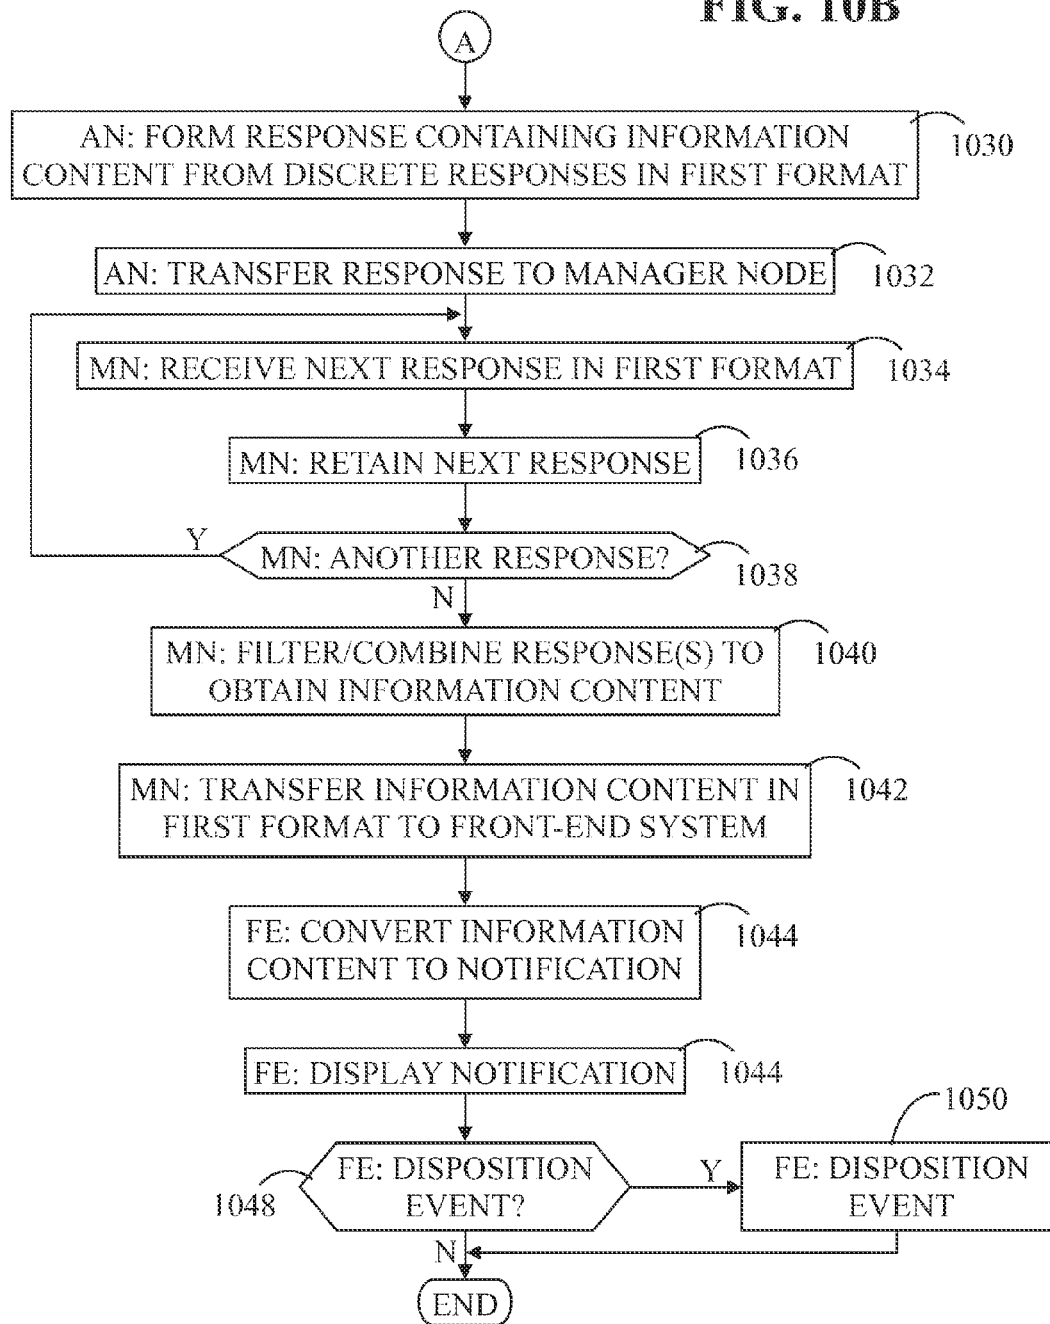 FIG. 10B
A
AN: FORM RESPONSE CONTAINING INFORMATION
CONTENT FROM DISCRETE RESPONSES IN FIRST FORMAT
1030
AN: TRANSFER RESPONSE TO MANAGER NODE
1032
MN: RECEIVE NEXT RESPONSE IN FIRST FORMAT
1034
MN: RETAIN NEXT RESPONSE
1036
Y
MN: ANOTHER RESPONSE?
1038
N
MN: FILTER/COMBINE RESPONSE(S) TO
OBTAIN INFORMATION CONTENT
1040
MN: TRANSFER INFORMATION CONTENT IN
FIRST FORMAT TO FRONT-END SYSTEM
1042
FE: CONVERT INFORMATION
CONTENT TO NOTIFICATION
1044
FE: DISPLAY NOTIFICATION
1044
1050
FE: DISPOSITION
EVENT?
1048
Y
FE: DISPOSITION
EVENT
N
END